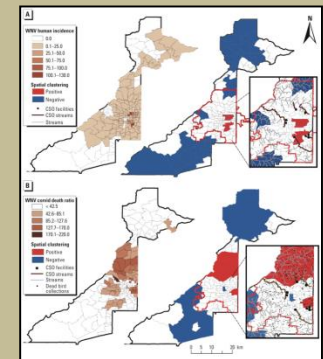 A
WNV human incidence
0.0
0.1–25.0
25.1–50.0
50.1–75.0
75.1–100.0
100.1–130.0
Spatial clustering
Positive
Negative
CSO facilities
CSO streams
Streams
N
B
WNV corvid death ratio
< 42.5
42.6–85.1
85.2–127.6
127.7–170.0
170.1–220.0
Spatial clustering
Positive
Negative
CSO facilities
CSO streams
Streams
Dead bird
collections
0 5 10 20 km